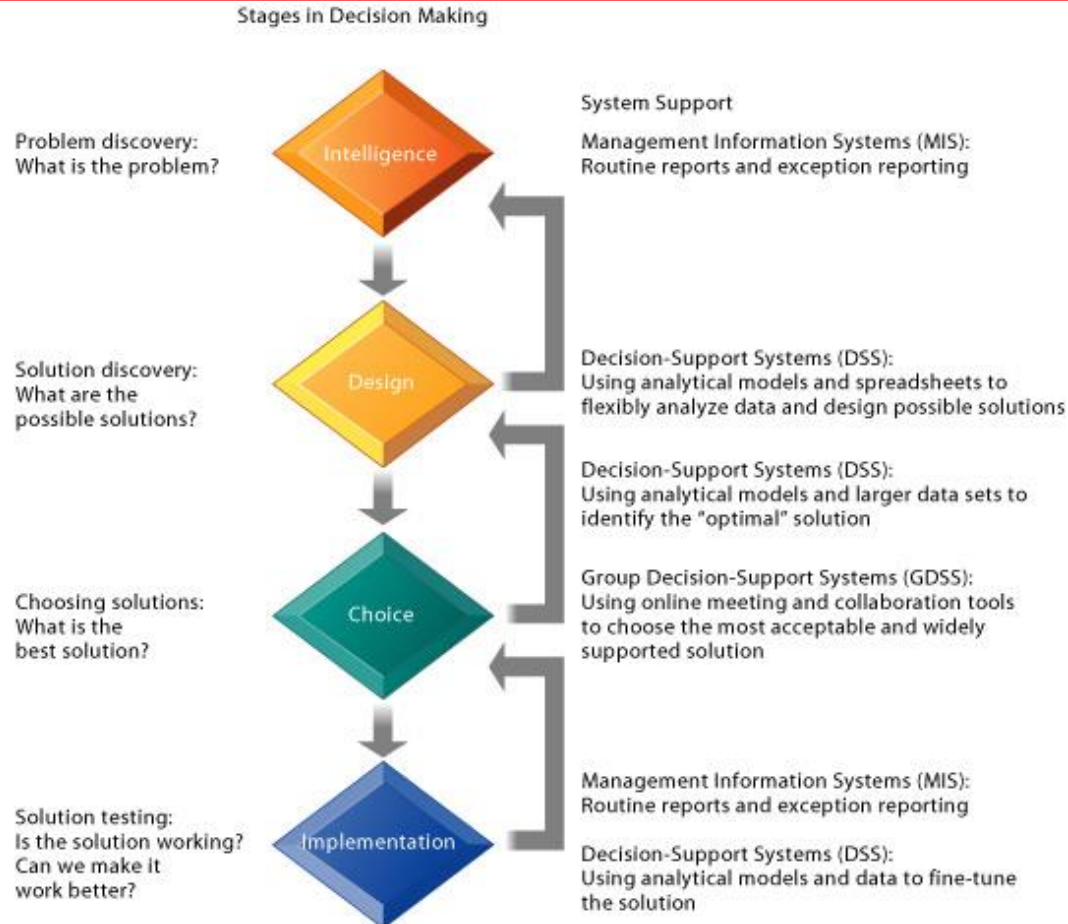 Stages in Decision Making
System Support
Problem discovery:
What is the problem?
Intelligence
Management Information Systems (MIS):
Routine reports and exception reporting
Solution discovery:
What are the
possible solutions?
Design
Decision-Support Systems (DSS):
Using analytical models and spreadsheets to
flexibly analyze data and design possible solutions
Decision-Support Systems (DSS):
Using analytical models and larger data sets to
identify the "optimal" solution
Choosing solutions:
What is the
best solution?
Choice
Group Decision-Support Systems (GDSS):
Using online meeting and collaboration tools
to choose the most acceptable and widely
supported solution
Solution testing:
Is the solution working?
Can we make it
work better?
Implementation
Management Information Systems (MIS):
Routine reports and exception reporting
Decision-Support Systems (DSS):
Using analytical models and data to fine-tune
the solution